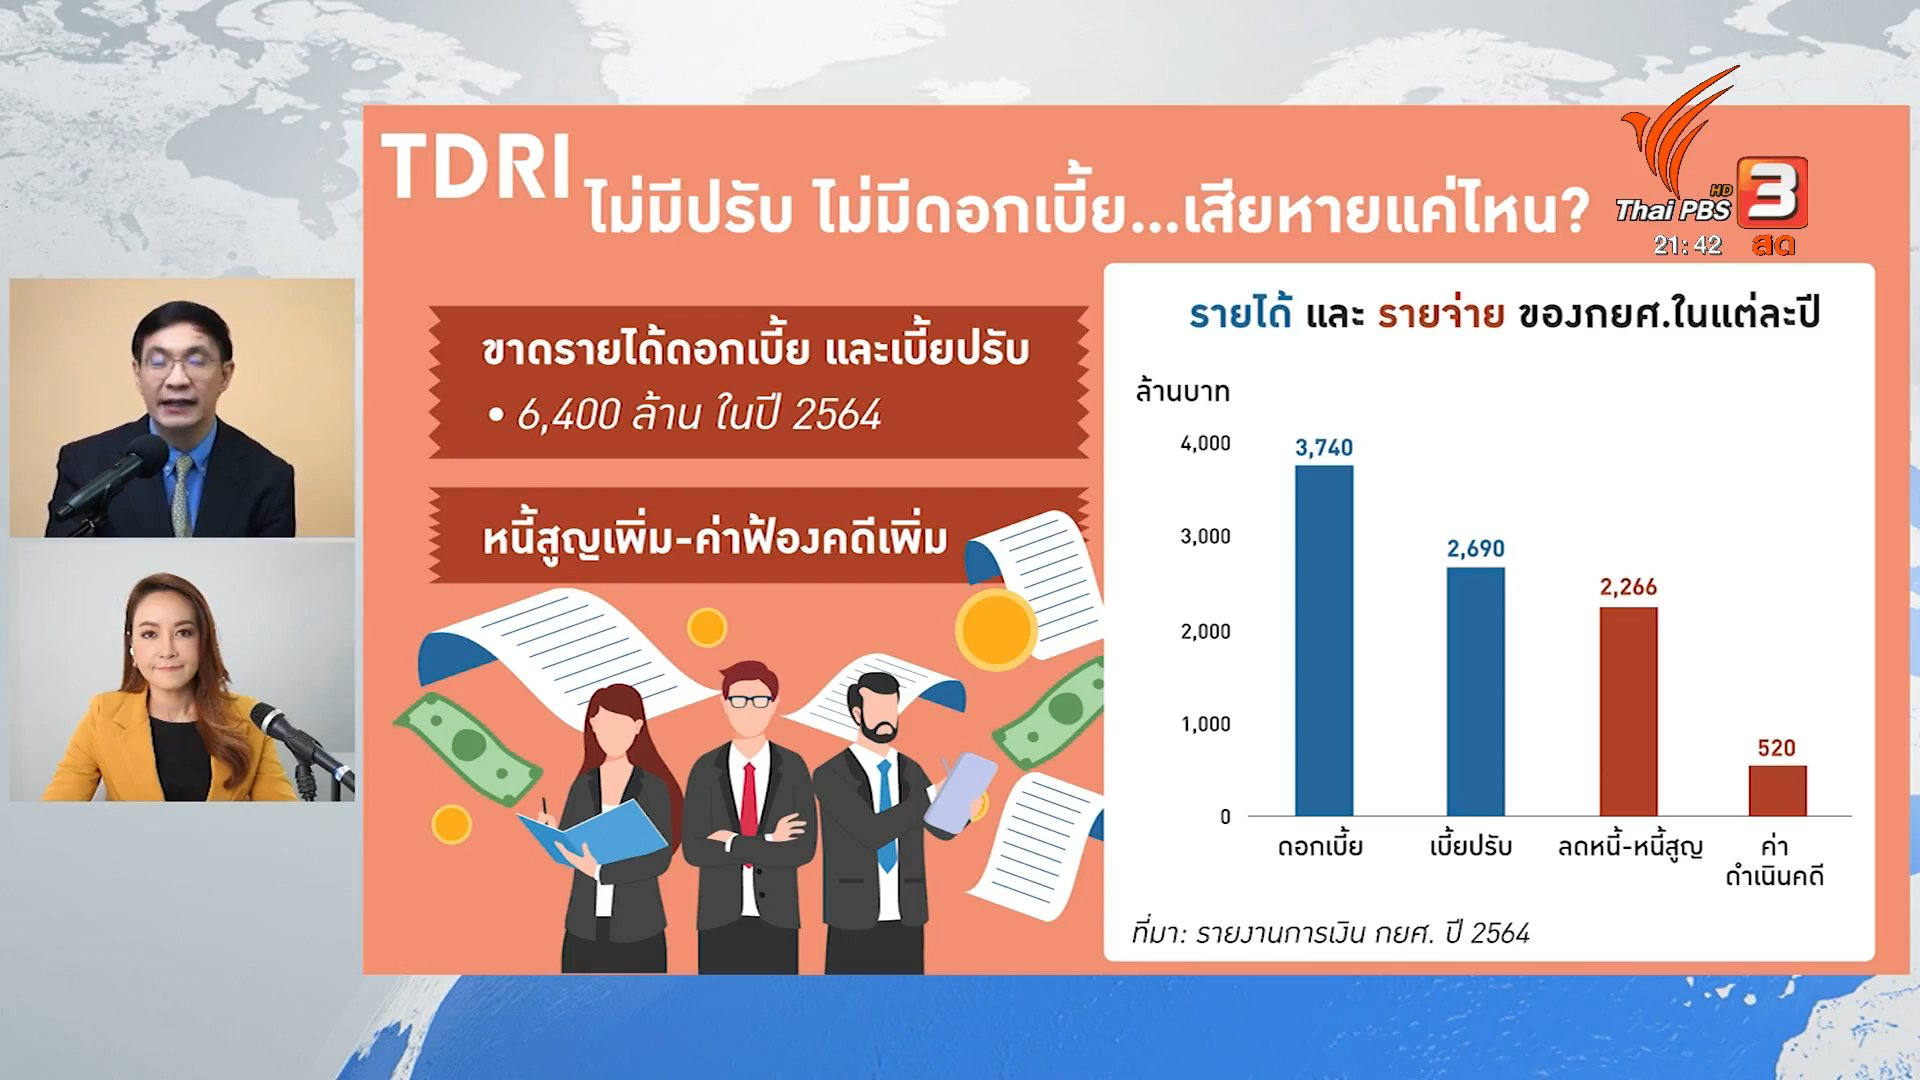 TDRI
ไม่มีปรับ ไม่มีดอกเบี้ย...เสียหายแค่ไหน?
Thai PBS HD 3
21:42 สด
ขาดรายได้ดอกเบี้ย และเบี้ยปรับ
• 6,400 ล้าน ในปี 2564
หนี้สูญเพิ่ม-ค่าฟ้องคดีเพิ่ม
รายได้ และ รายจ่าย ของกยศ.ในแต่ละปี
ล้านบาท
4,000
3,000
2,000
1,000
0
3,740
2,690
2,266
520
ดอกเบี้ย
เบี้ยปรับ
ลดหนี้-หนี้สูญ
ค่า
ดำเนินคดี
ที่มา: รายงานการเงิน กยศ. ปี 2564